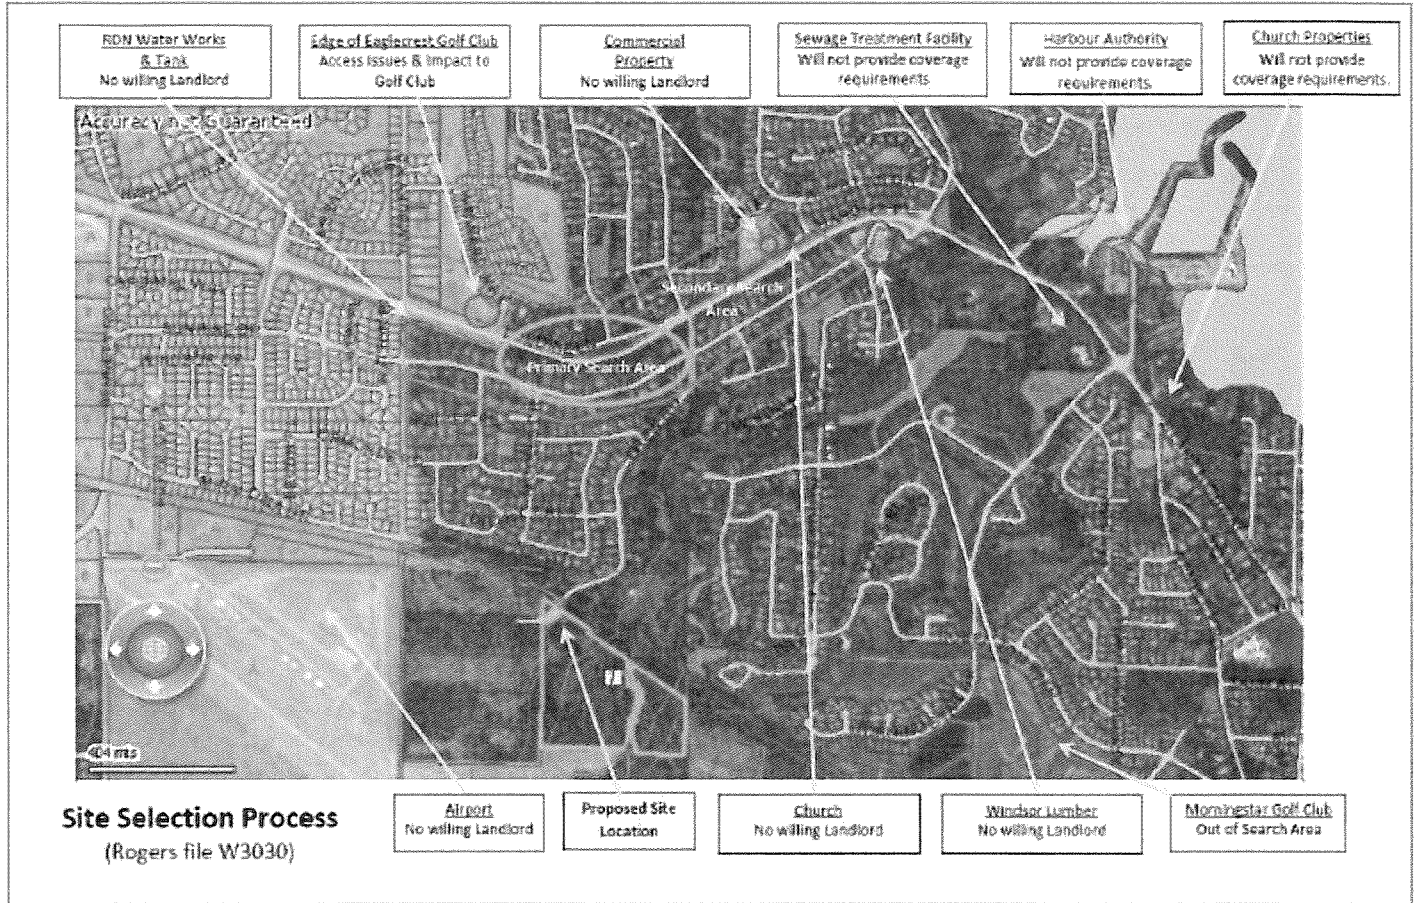 RDN Water Works
& Tank
No willing Landlord
Edge of Eaglecrest Golf Club
Access Issues & Impact to
Golf Club
Commercial
Property
No willing Landlord
Sewage Treatment Facility
Will not provide coverage
requirements
Harbour Authority
Will not provide coverage
requirements
Church Properties
Will not provide
coverage requirements.
Accuracy not Guaranteed
Secondary Search
Area
Primary Search Area
404 mts
Site Selection Process
(Rogers file W3030)
Airport
No willing Landlord
Proposed Site
Location
Church
No willing Landlord
Windsor Lumber
No willing Landlord
Morningstar Golf Club
Out of Search Area